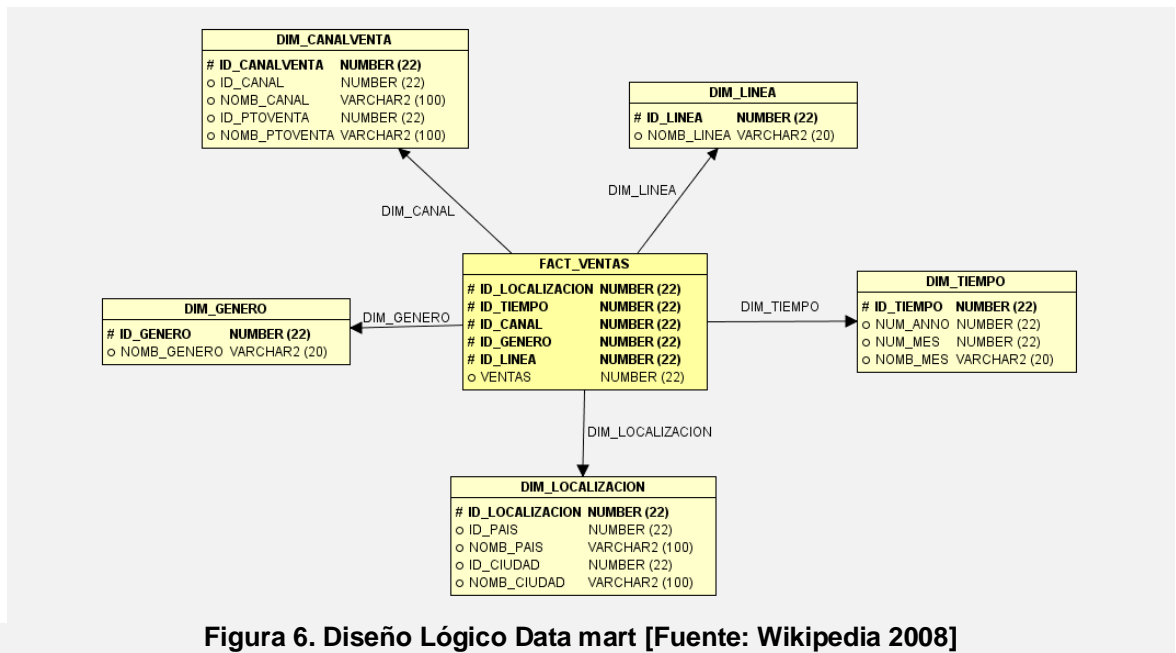 DIM_CANALVENTA
# ID_CANALVENTA NUMBER (22)
o ID_CANAL NUMBER (22)
o NOMB_CANAL VARCHAR2 (100)
o ID_PTOVENTA NUMBER (22)
o NOMB_PTOVENTA VARCHAR2 (100)
DIM_LINEA
# ID_LINEA NUMBER (22)
o NOMB_LINEA VARCHAR2 (20)
DIM_LINEA
DIM_CANAL
FACT_VENTAS
# ID_LOCALIZACION NUMBER (22)
# ID_TIEMPO NUMBER (22)
# ID_CANAL NUMBER (22)
# ID_GENERO NUMBER (22)
# ID_LINEA NUMBER (22)
o VENTAS NUMBER (22)
DIM_GENERO
# ID_GENERO NUMBER (22)
o NOMB_GENERO VARCHAR2 (20)
DIM_GENERO
DIM_TIEMPO
DIM_TIEMPO
# ID_TIEMPO NUMBER (22)
o NUM_ANNO NUMBER (22)
o NUM_MES NUMBER (22)
o NOMB_MES VARCHAR2 (20)
DIM_LOCALIZACION
DIM_LOCALIZACION
# ID_LOCALIZACION NUMBER (22)
o ID_PAIS NUMBER (22)
o NOMB_PAIS VARCHAR2 (100)
o ID_CIUDAD NUMBER (22)
o NOMB_CIUDAD VARCHAR2 (100)
Figura 6. Diseño Lógico Data mart [Fuente: Wikipedia 2008]